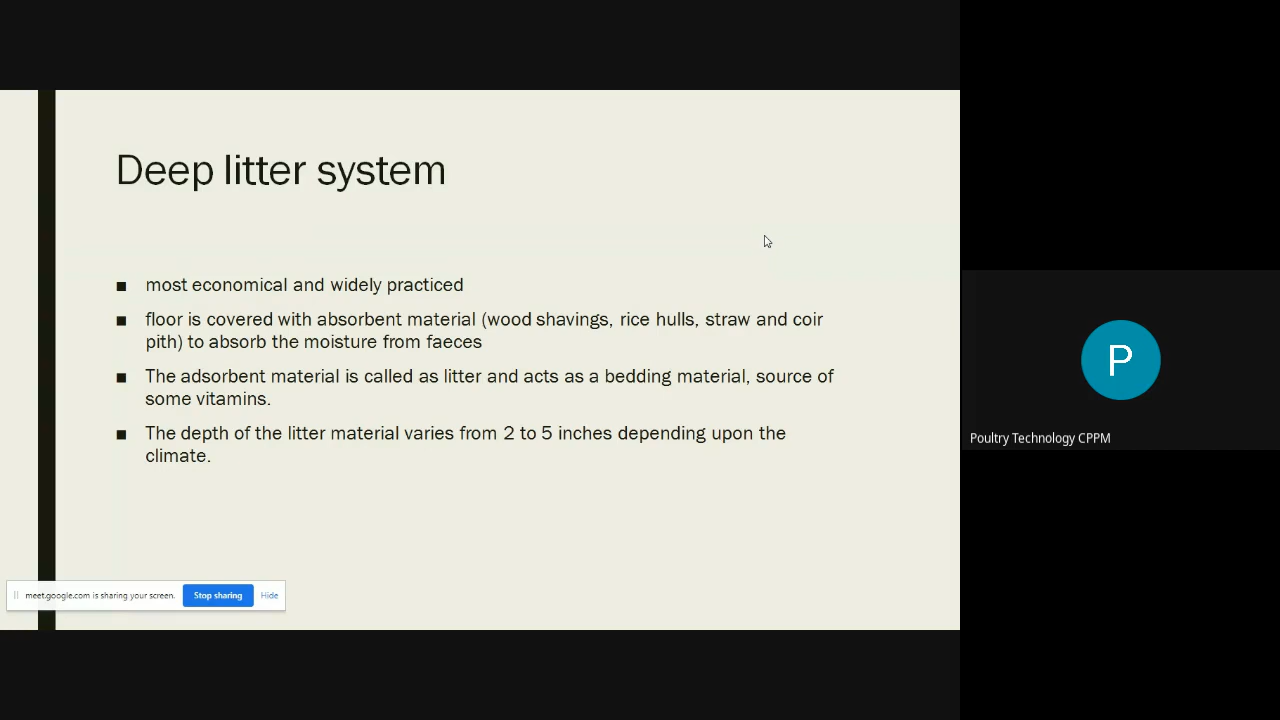 Deep litter system
most economical and widely practiced
floor is covered with absorbent material (wood shavings, rice hulls, straw and coir
pith) to absorb the moisture from faeces
The adsorbent material is called as litter and acts as a bedding material, source of
some vitamins.
The depth of the litter material varies from 2 to 5 inches depending upon the
climate.
meet.google.com is sharing your screen. Stop sharing Hide
P
Poultry Technology CPPM